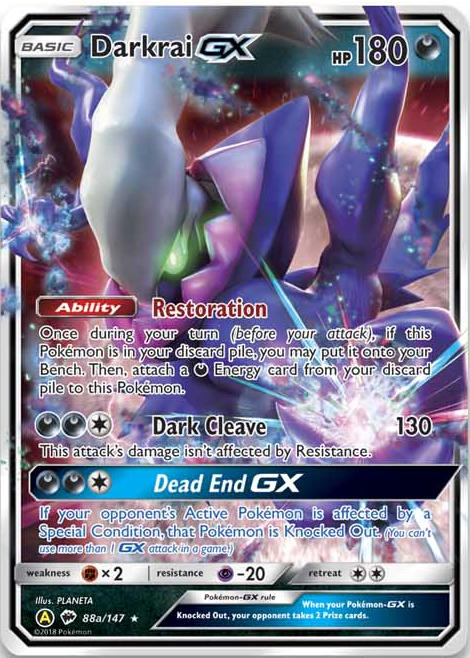 BASIC Darkrai GX HP 180
Ability Restoration
Once during your turn (before your attack), if this
Pokémon is in your discard pile, you may put it onto your
Bench. Then, attach a Energy card from your discard
pile to this Pokémon.
Dark Cleave 130
This attack's damage isn't affected by Resistance.
Dead End GX
If your opponent's Active Pokémon is affected by a
Special Condition, that Pokémon is Knocked Out. (You can't
use more than 1 GX attack in a game.)
weakness ×2 resistance -20 retreat
Illus. PLANETA
Pokémon-GX rule
When your Pokémon-GX is
Knocked Out, your opponent takes 2 Prize cards.
A 88a/147 ★
©2018 Pokémon